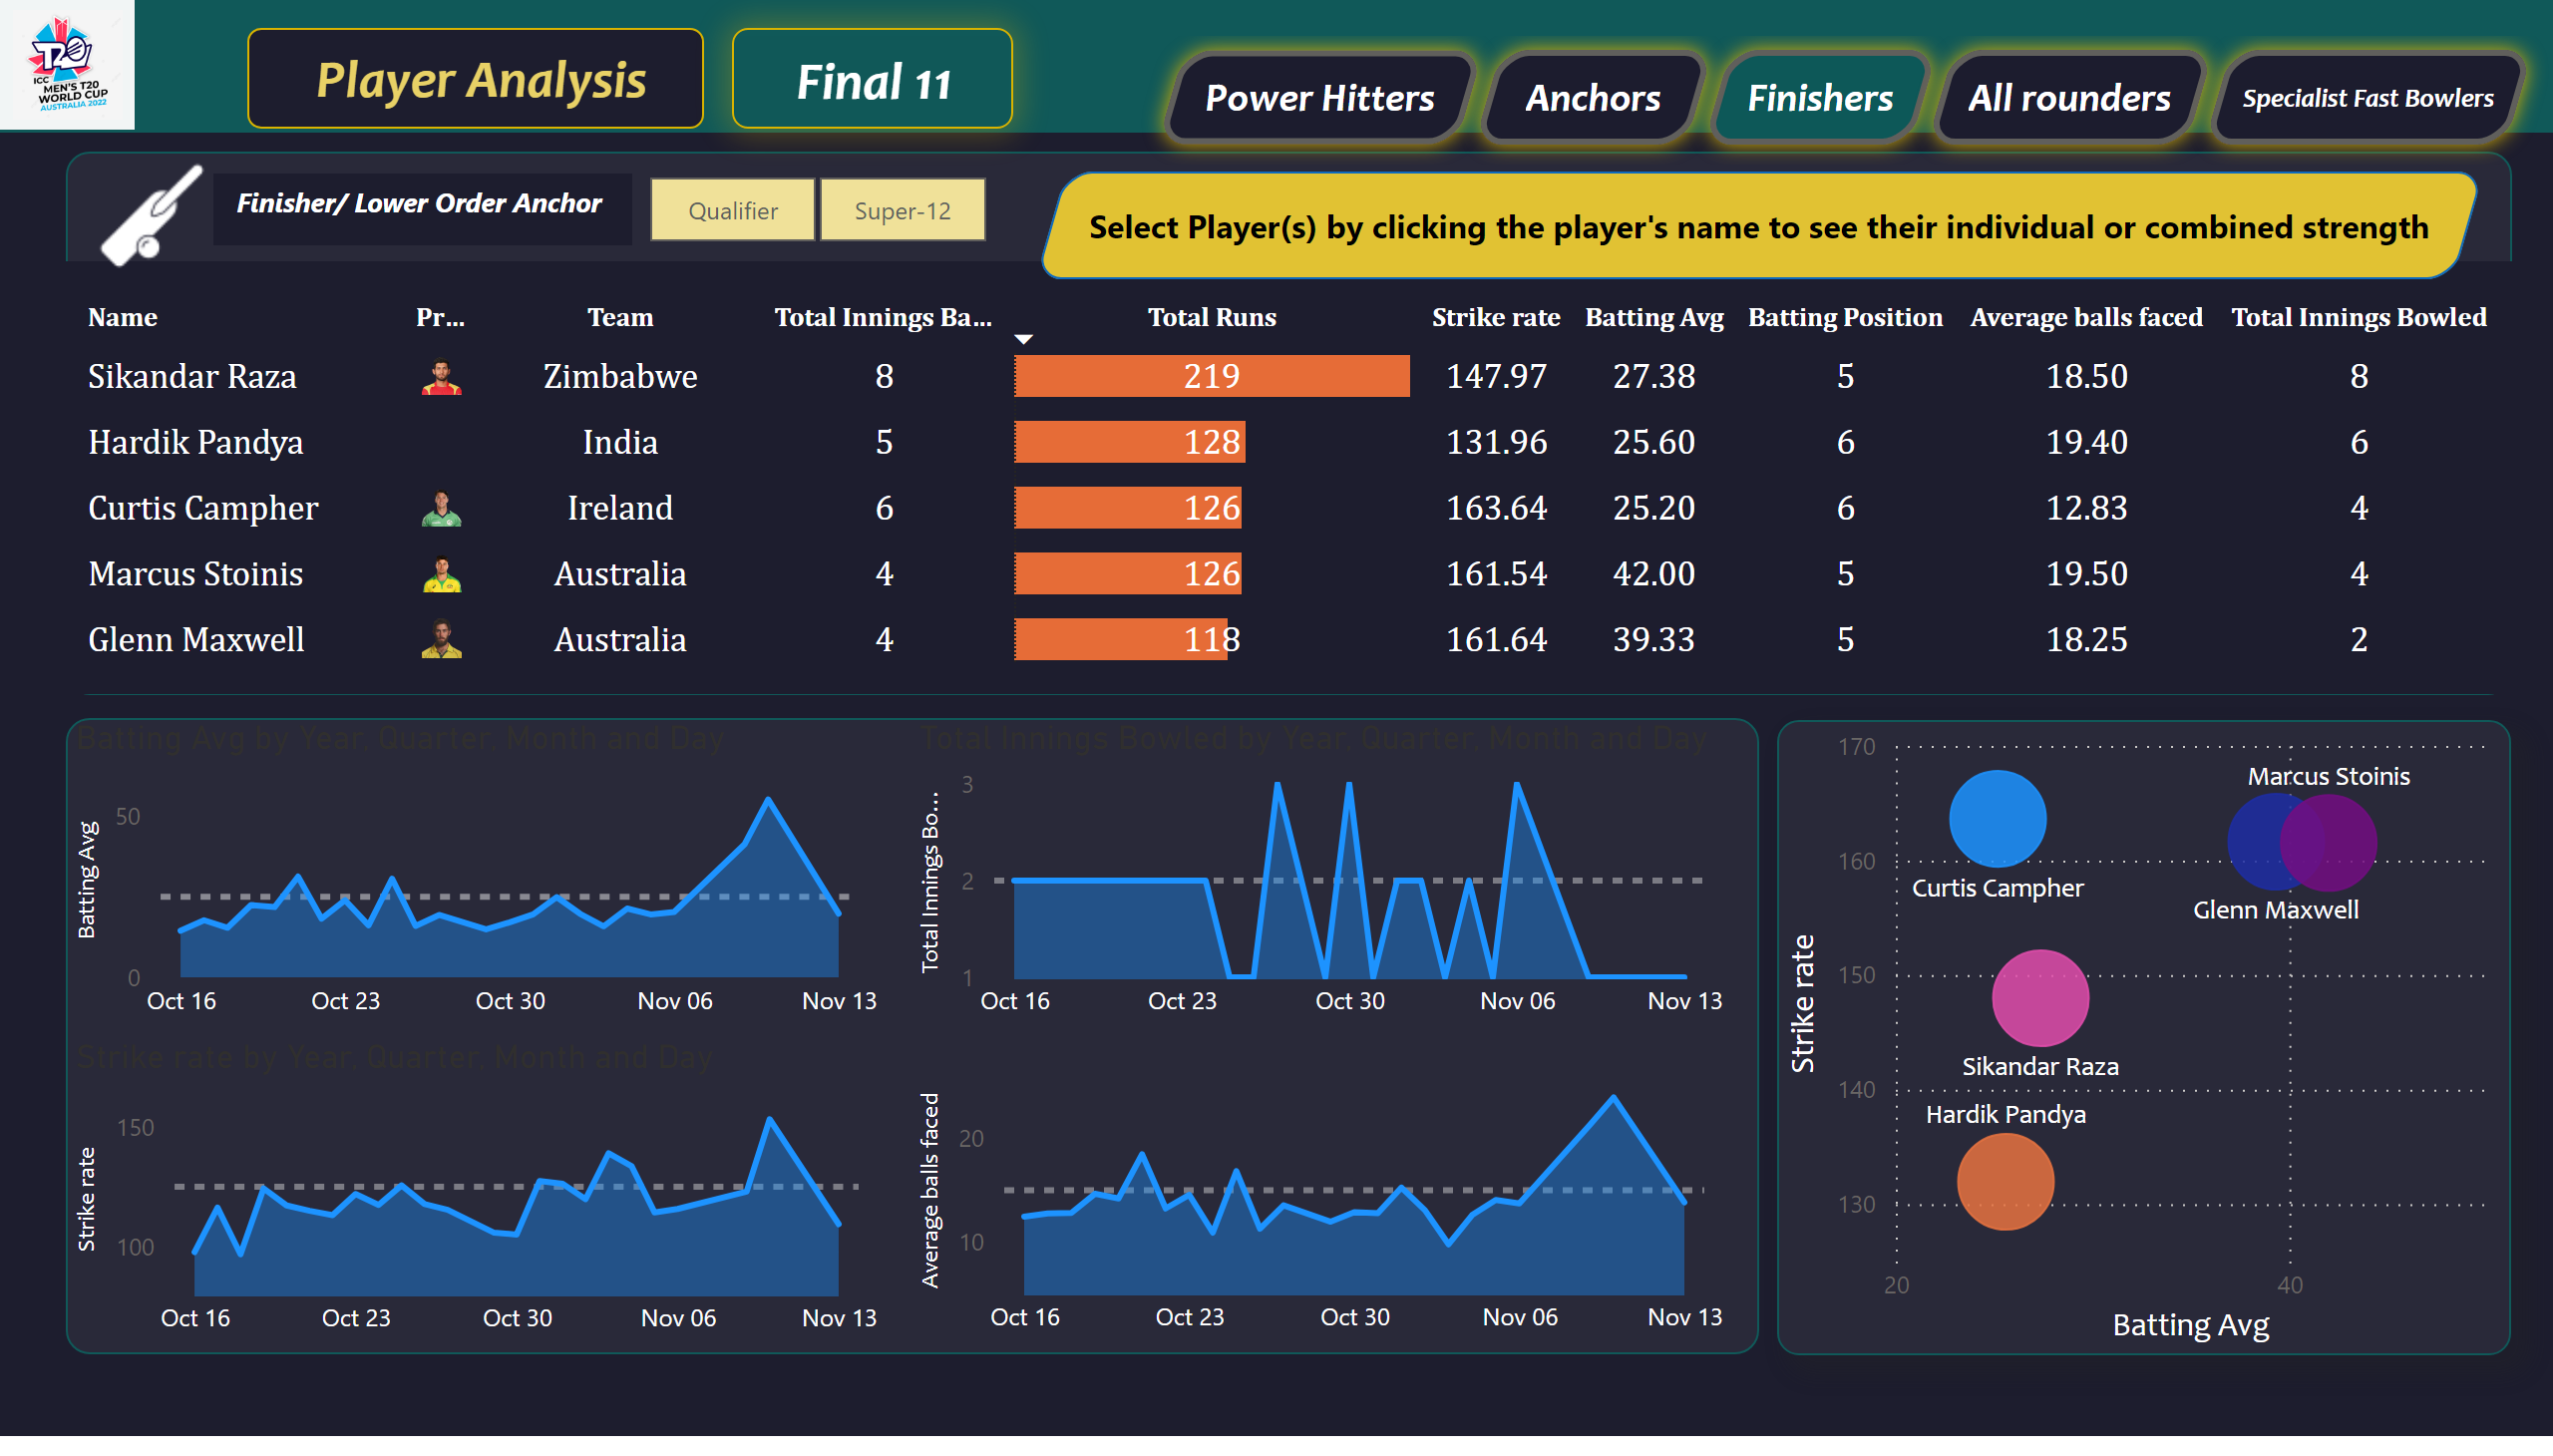 T20
ICC
MEN'S T20
WORLD CUP
AUSTRALIA 2022
Player Analysis
Final 11
Power Hitters
Anchors
Finishers
All rounders
Specialist Fast Bowlers
Finisher/ Lower Order Anchor
Qualifier
Super-12
Select Player(s) by clicking the player's name to see their individual or combined strength
Name Pr... Team Total Innings Ba... Total Runs Strike rate Batting Avg Batting Position Average balls faced Total Innings Bowled
Sikandar Raza Zimbabwe 8 219 147.97 27.38 5 18.50 8
Hardik Pandya India 5 128 131.96 25.60 6 19.40 6
Curtis Campher Ireland 6 126 163.64 25.20 6 12.83 4
Marcus Stoinis Australia 4 126 161.54 42.00 5 19.50 4
Glenn Maxwell Australia 4 118 161.64 39.33 5 18.25 2
Batting Avg by Year, Quarter, Month and Day
Batting Avg
50
0
Oct 16 Oct 23 Oct 30 Nov 06 Nov 13
Total Innings Bowled by Year, Quarter, Month and Day
Total Innings Bo...
3
2
1
Oct 16 Oct 23 Oct 30 Nov 06 Nov 13
Strike rate by Year, Quarter, Month and Day
Strike rate
150
100
Oct 16 Oct 23 Oct 30 Nov 06 Nov 13
Average balls faced
20
10
Oct 16 Oct 23 Oct 30 Nov 06 Nov 13
Strike rate
170
160
150
140
130
Marcus Stoinis
Curtis Campher
Glenn Maxwell
Sikandar Raza
Hardik Pandya
20 40
Batting Avg